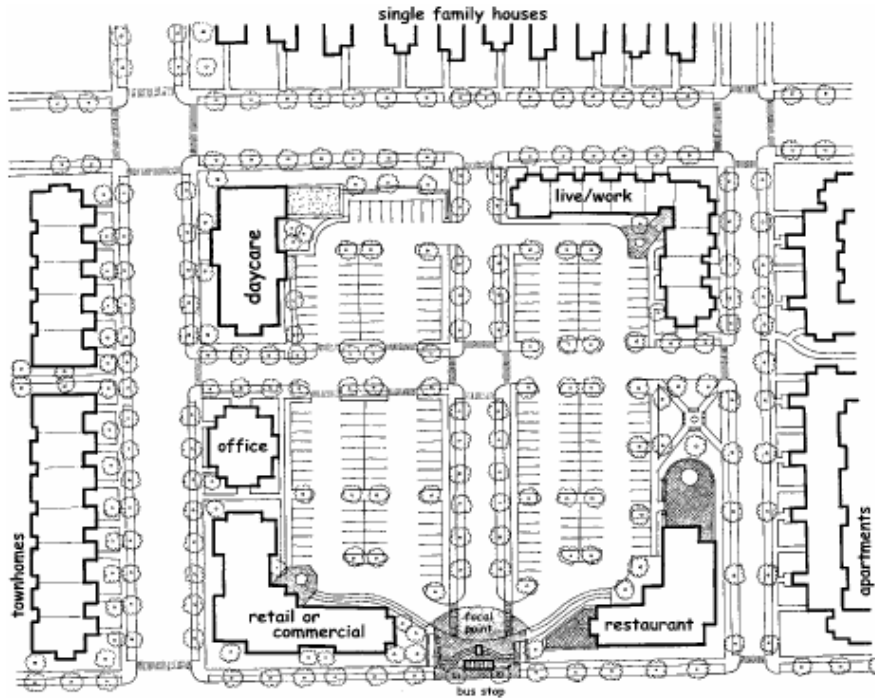 single family houses
live/work
daycare
office
townhomes
apartments
retail or
commercial
focal
point
restaurant
bus stop